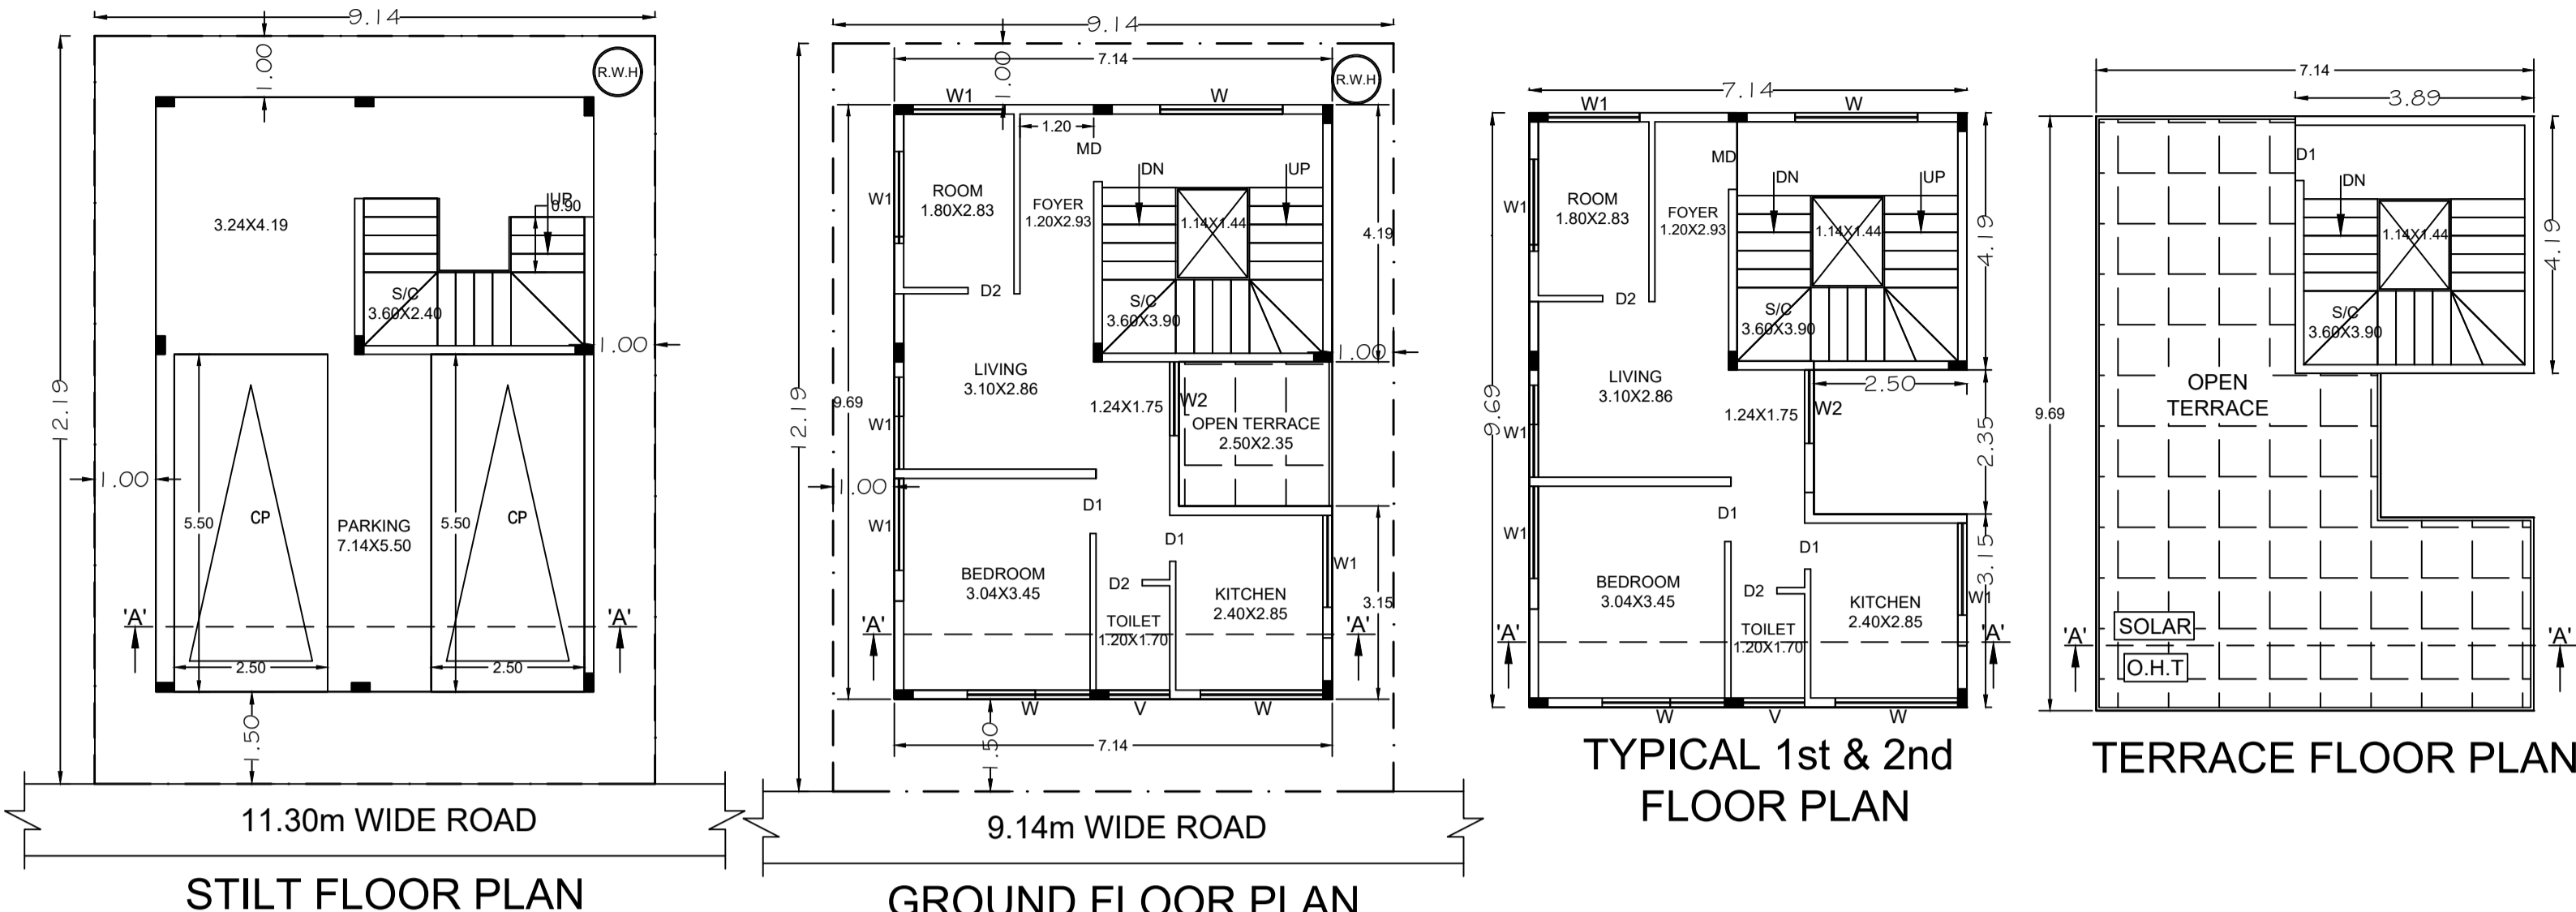 9.14
1.00
R.W.H
12.19
3.24X4.19
UP
0.90
S/C
3.60X2.40
1.00
1.00
5.50
CP
PARKING
7.14X5.50
5.50
CP
'A'
'A'
2.50
2.50
1.50
11.30m WIDE ROAD
STILT FLOOR PLAN
9.14
7.14
1.00
R.W.H
W1
W
1.20
MD
DN
UP
W1
ROOM
1.80X2.83
FOYER
1.20X2.93
1.14X1.44
4.19
D2
S/C
3.60X3.90
1.00
12.19
9.69
LIVING
3.10X2.86
1.24X1.75
W2
OPEN TERRACE
2.50X2.35
W1
1.00
W1
D1
D1
W1
BEDROOM
3.04X3.45
D2
KITCHEN
2.40X2.85
3.15
TOILET
1.20X1.70
'A'
'A'
W
V
W
1.50
7.14
9.14m WIDE ROAD
GROUND FLOOR PLAN
7.14
W1
W
MD
DN
UP
W1
ROOM
1.80X2.83
FOYER
1.20X2.93
1.14X1.44
4.19
D2
S/C
3.60X3.90
9.69
LIVING
3.10X2.86
2.50
1.24X1.75
W2
2.35
W1
W1
D1
D1
3.15
BEDROOM
3.04X3.45
D2
KITCHEN
2.40X2.85
W1
TOILET
1.20X1.70
'A'
'A'
W
V
W
TYPICAL 1st & 2nd
FLOOR PLAN
7.14
3.89
D1
DN
1.14X1.44
4.19
S/C
3.60X3.90
9.69
OPEN
TERRACE
SOLAR
O.H.T
'A'
'A'
TERRACE FLOOR PLAN